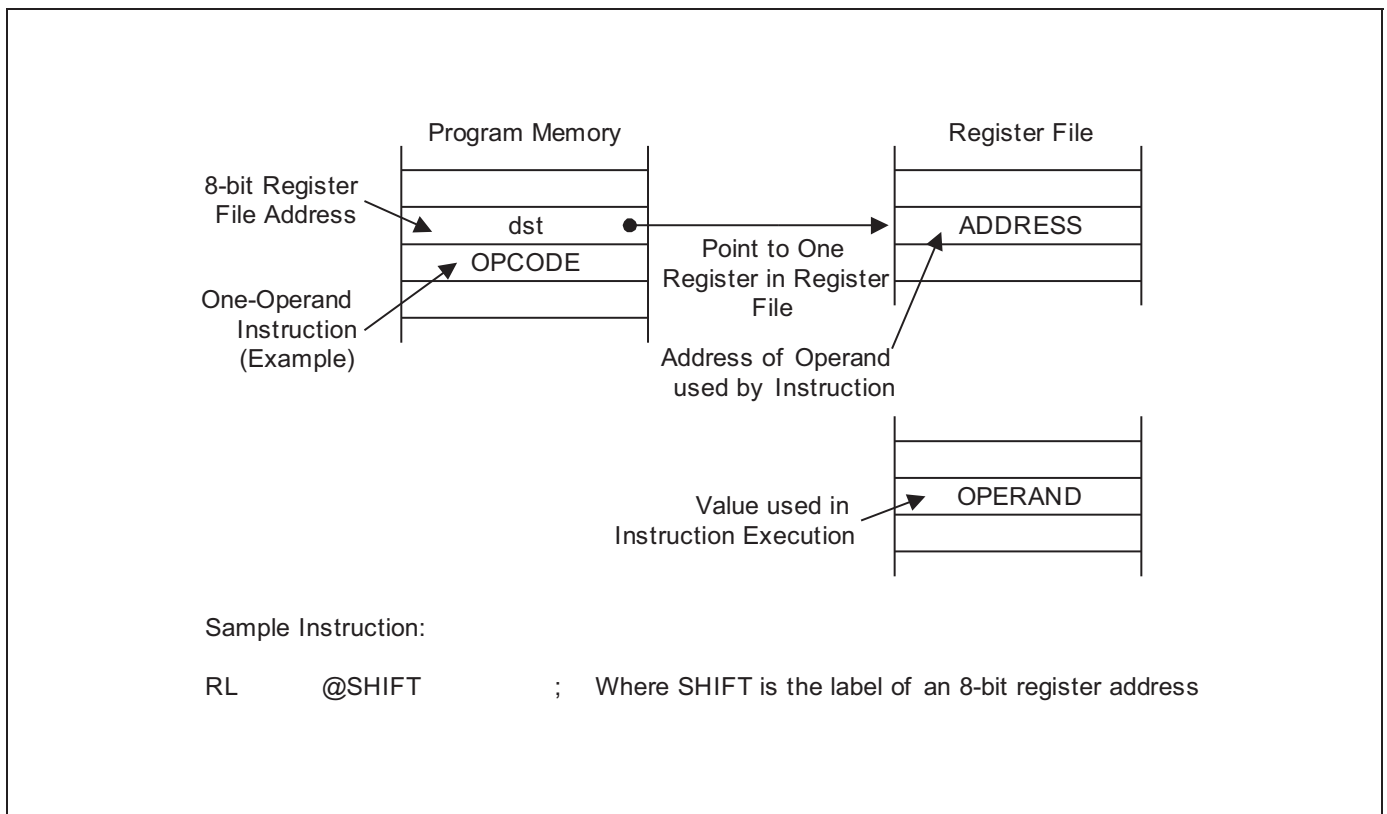 Program Memory
Register File
8-bit Register
File Address
dst
ADDRESS
OPCODE
Point to One
Register in Register
File
One-Operand
Instruction
(Example)
Address of Operand
used by Instruction
OPERAND
Value used in
Instruction Execution
Sample Instruction:
RL @SHIFT ; Where SHIFT is the label of an 8-bit register address